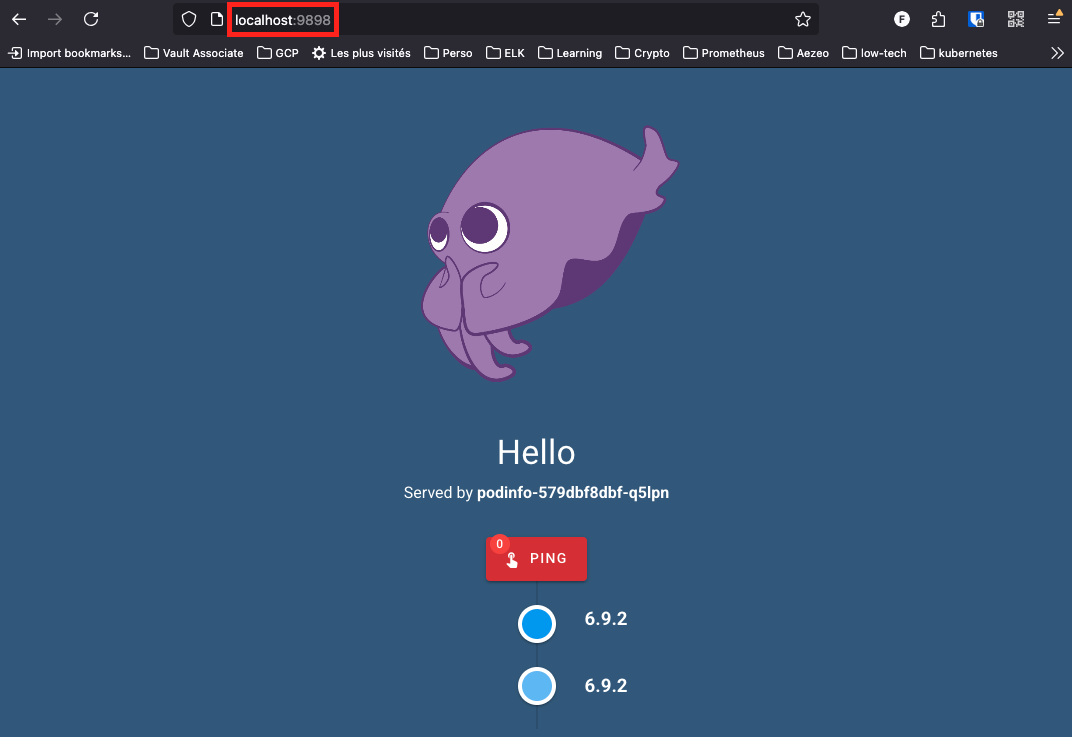 localhost:9898
F
Import bookmarks... Vault Associate GCP Les plus visités Perso ELK Learning Crypto Prometheus Aezeo low-tech kubernetes
Hello
Served by podinfo-579dbf8dbf-q5lpn
0
PING
6.9.2
6.9.2